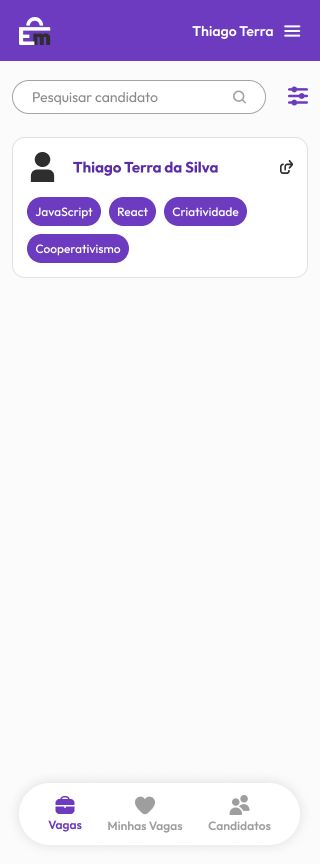 Em
Thiago Terra
Pesquisar candidato
Thiago Terra da Silva
JavaScript React Criatividade
Cooperativismo
Vagas Minhas Vagas Candidatos